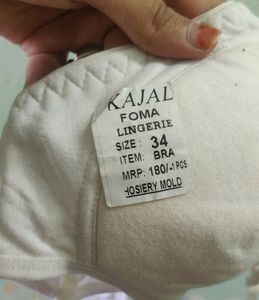 KAJAL
FOMA
LINGERIE
SIZE: 34
ITEM: BRA
MRP: 180/-1 PCS
HOSIERY MOLD